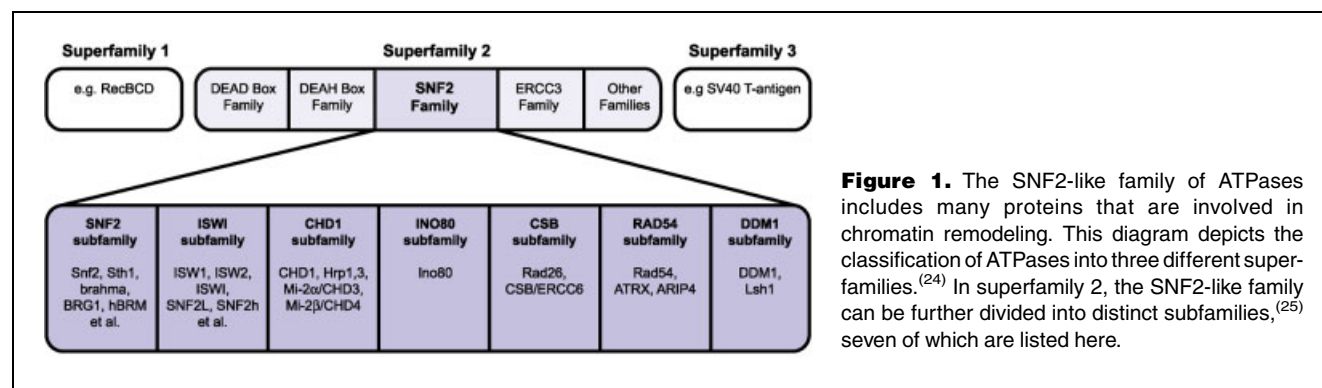 Superfamily 1
Superfamily 2
Superfamily 3
e.g. RecBCD
DEAD Box
Family
DEAH Box
Family
SNF2
Family
ERCC3
Family
Other
Families
e.g SV40 T-antigen
SNF2
subfamily
Snf2, Sth1,
brahma,
BRG1, hBRM
et al.
ISWI
subfamily
ISW1, ISW2,
ISWI,
SNF2L, SNF2h
et al.
CHD1
subfamily
CHD1, Hrp1,3,
Mi-2α/CHD3,
Mi-2β/CHD4
INO80
subfamily
Ino80
CSB
subfamily
Rad26,
CSB/ERCC6
RAD54
subfamily
Rad54,
ATRX, ARIP4
DDM1
subfamily
DDM1,
Lsh1
Figure 1. The SNF2-like family of ATPases
includes many proteins that are involved in
chromatin remodeling. This diagram depicts the
classification of ATPases into three different super-
families.(24) In superfamily 2, the SNF2-like family
can be further divided into distinct subfamilies,(25)
seven of which are listed here.